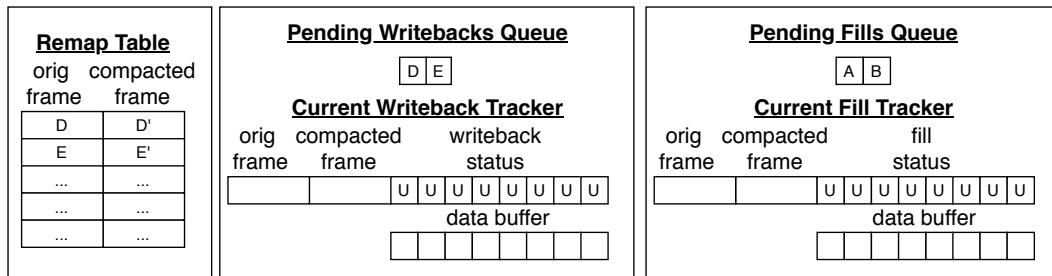 Remap Table
orig compacted
frame frame
D D'
E E'
... ...
... ...
... ...
Pending Writebacks Queue
D E
Current Writeback Tracker
orig compacted writeback
frame frame status
U U U U U U U U
data buffer
Pending Fills Queue
A B
Current Fill Tracker
orig compacted fill
frame frame status
U U U U U U U U
data buffer